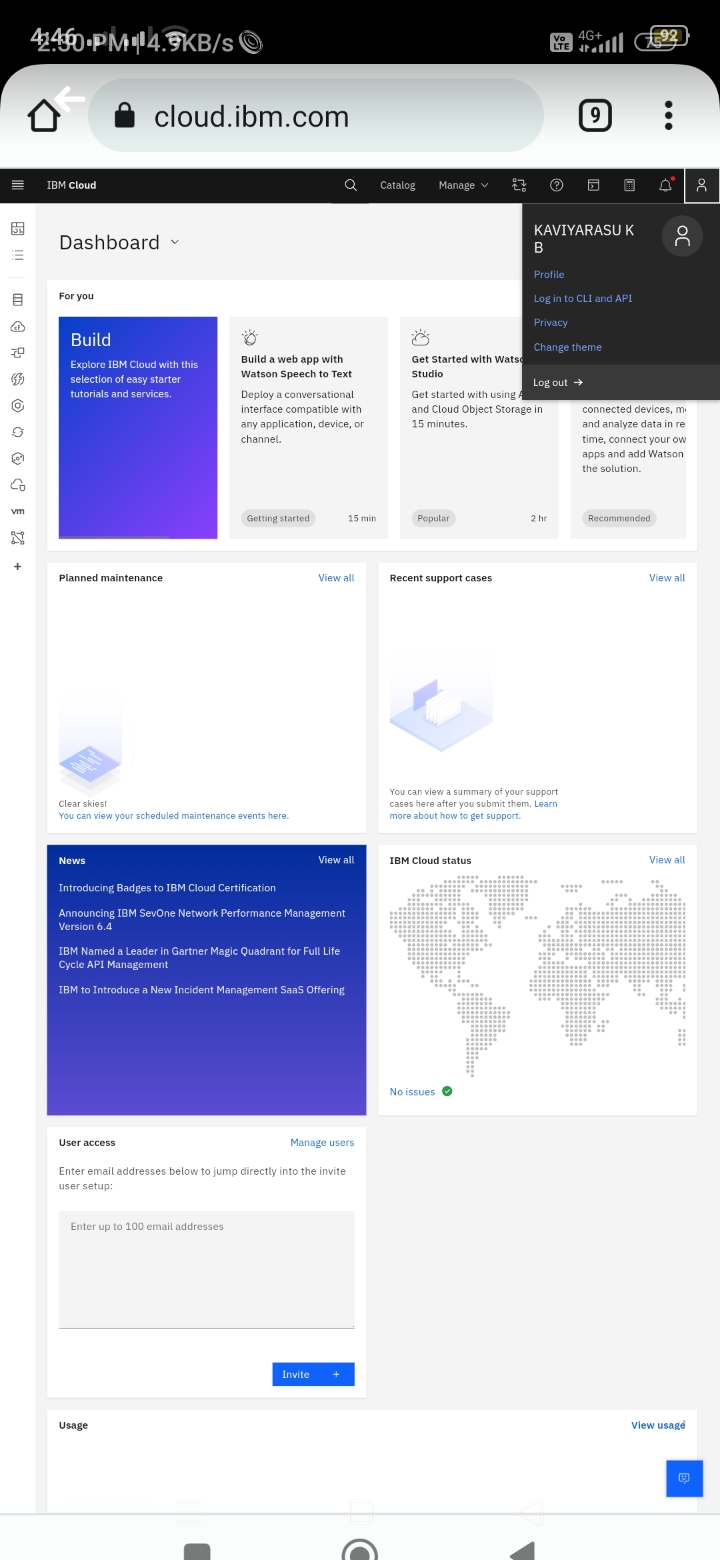 4:46
2:50 PM | 4.9KB/s
Vo LTE
4G+
92
75
cloud.ibm.com
9
IBM Cloud
Catalog
Manage
Dashboard
KAVIYARASU K
B
Profile
Log in to CLI and API
Privacy
Change theme
Log out
For you
Build
Explore IBM Cloud with this
selection of easy starter
tutorials and services.
Build a web app with
Watson Speech to Text
Deploy a conversational
interface compatible with
any application, device, or
channel.
Getting started
15 min
Get Started with Watso
Studio
Get started with using A
and Cloud Object Storage in
15 minutes.
Popular
2 hr
connected devices, m
and analyze data in re
time, connect your ow
apps and add Watson
the solution.
Recommended
vm
Planned maintenance
View all
Clear skies!
You can view your scheduled maintenance events here.
Recent support cases
View all
You can view a summary of your support
cases here after you submit them. Learn
more about how to get support.
News
View all
Introducing Badges to IBM Cloud Certification
Announcing IBM SevOne Network Performance Management
Version 6.4
IBM Named a Leader in Gartner Magic Quadrant for Full Life
Cycle API Management
IBM to Introduce a New Incident Management SaaS Offering
IBM Cloud status
View all
No issues
User access
Manage users
Enter email addresses below to jump directly into the invite
user setup:
Enter up to 100 email addresses
Invite +
Usage
View usage